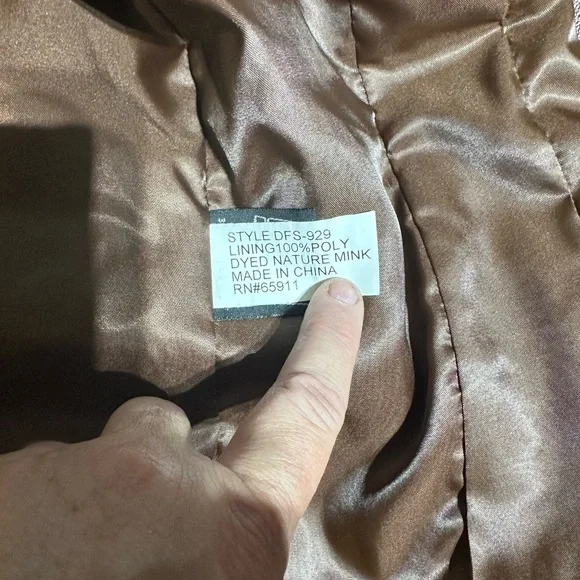 STYLE DFS-929
LINING100%POLY
DYED NATURE MINK
MADE IN CHINA
RN#65911